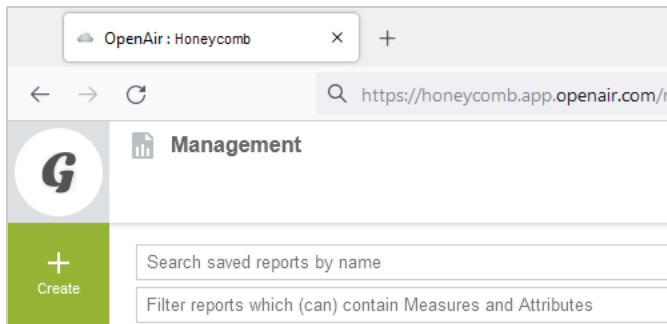 OpenAir : Honeycomb
https://honeycomb.app.openair.com/
Management
G
Create
Search saved reports by name
Filter reports which (can) contain Measures and Attributes